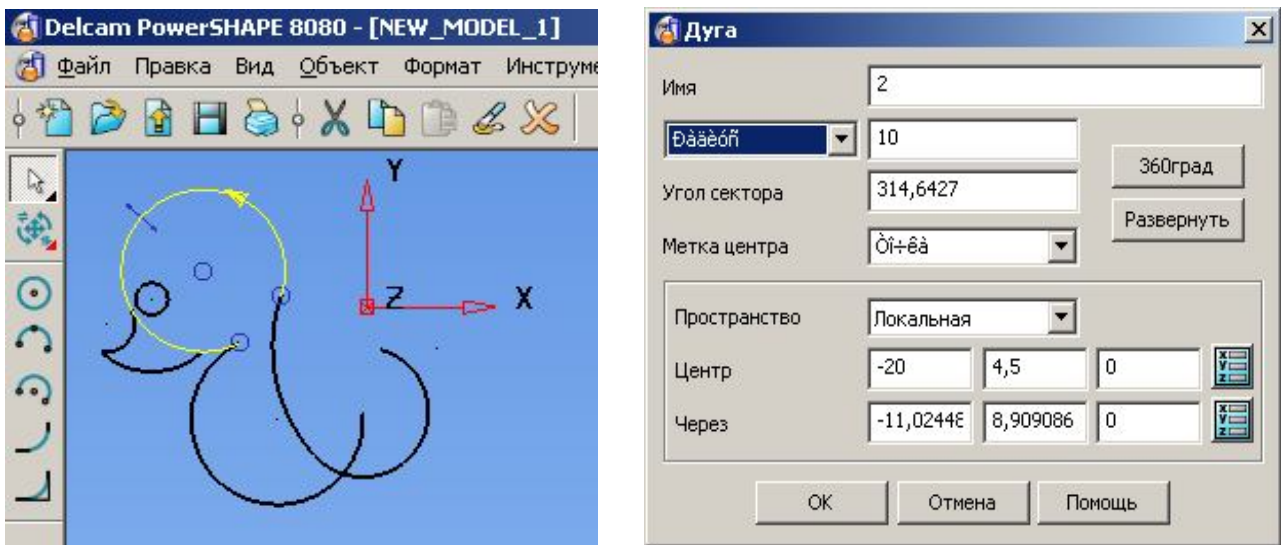 Delcam PowerSHAPE 8080 - [NEW_MODEL_1]
Файл Правка Вид Объект Формат Инструме
Y
Z
X
Дуга
Имя
2
Ðàäèóñ
10
360град
Угол сектора
314,6427
Развернуть
Метка центра
Òî÷êà
Пространство
Локальная
Центр
-20
4,5
0
Через
-11,02448
8,909086
0
OK
Отмена
Помощь